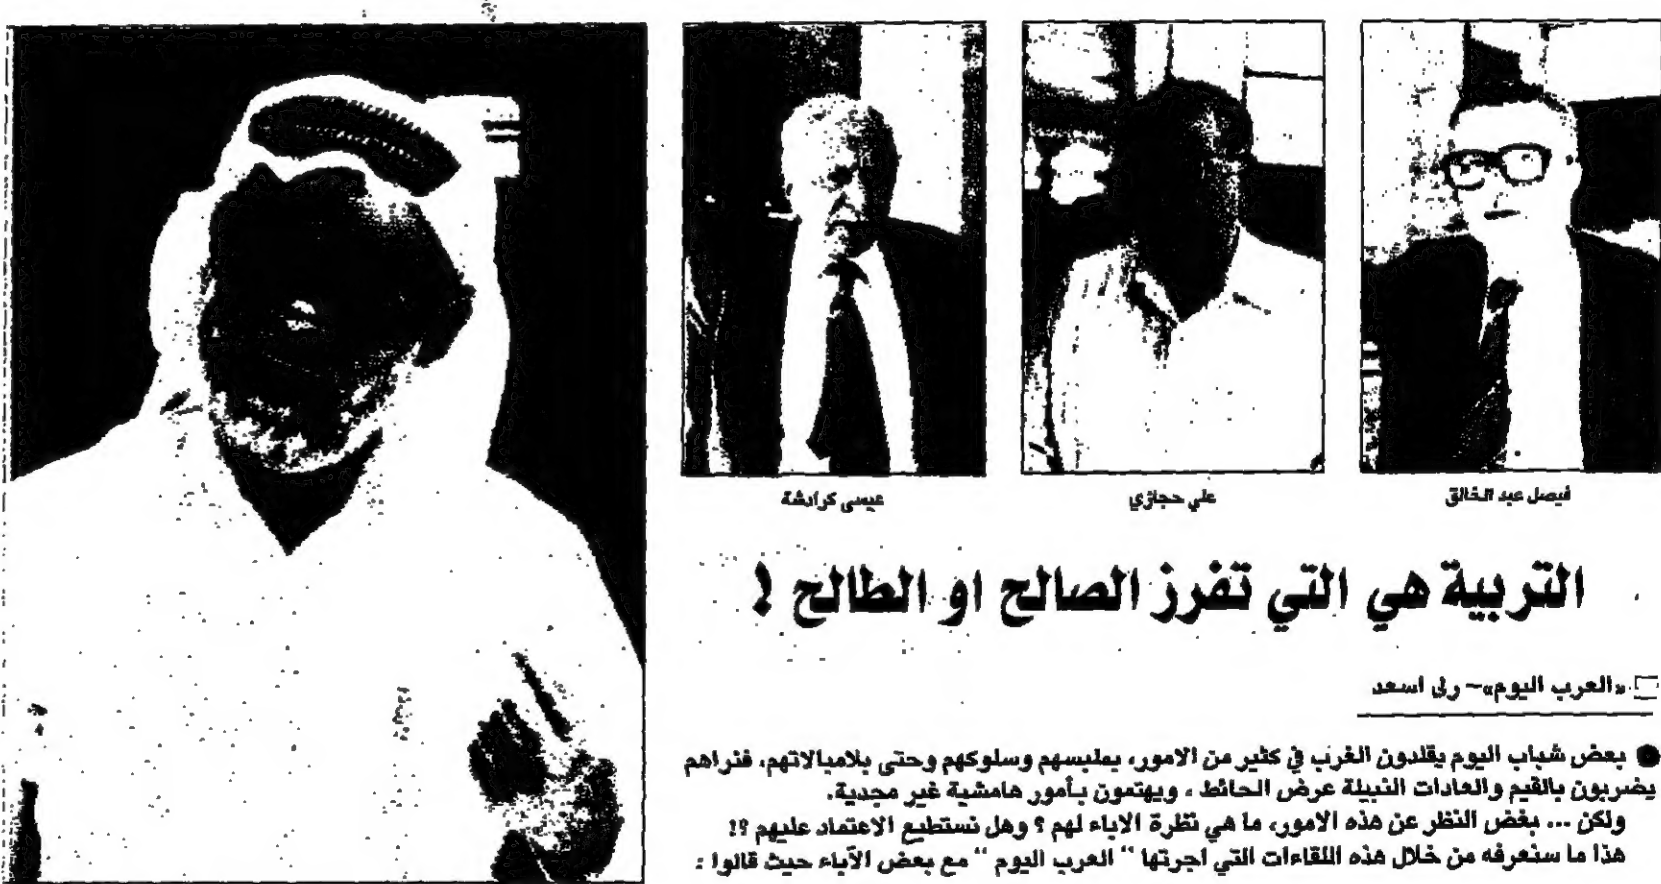 فيصل عبد الخالق
علي حجازي
عيسى كرادشة
التربية هي التي تفرز الصالح او الطالح !
«العرب اليوم»– رلى اسعد
بعض شباب اليوم يقلدون الغرب في كثير من الامور، بملبسهم وسلوكهم وحتى بلامبالاتهم، فنراهم
يضربون بالقيم والعادات النبيلة عرض الحائط ، ويهتمون بأمور هامشية غير مجدية.
ولكن ... بغض النظر عن هذه الامور، ما هي نظرة الاباء لهم ؟ وهل نستطيع الاعتماد عليهم ؟!
هذا ما سنعرفه من خلال هذه اللقاءات التي اجرتها " العرب اليوم " مع بعض الآباء حيث قالوا :